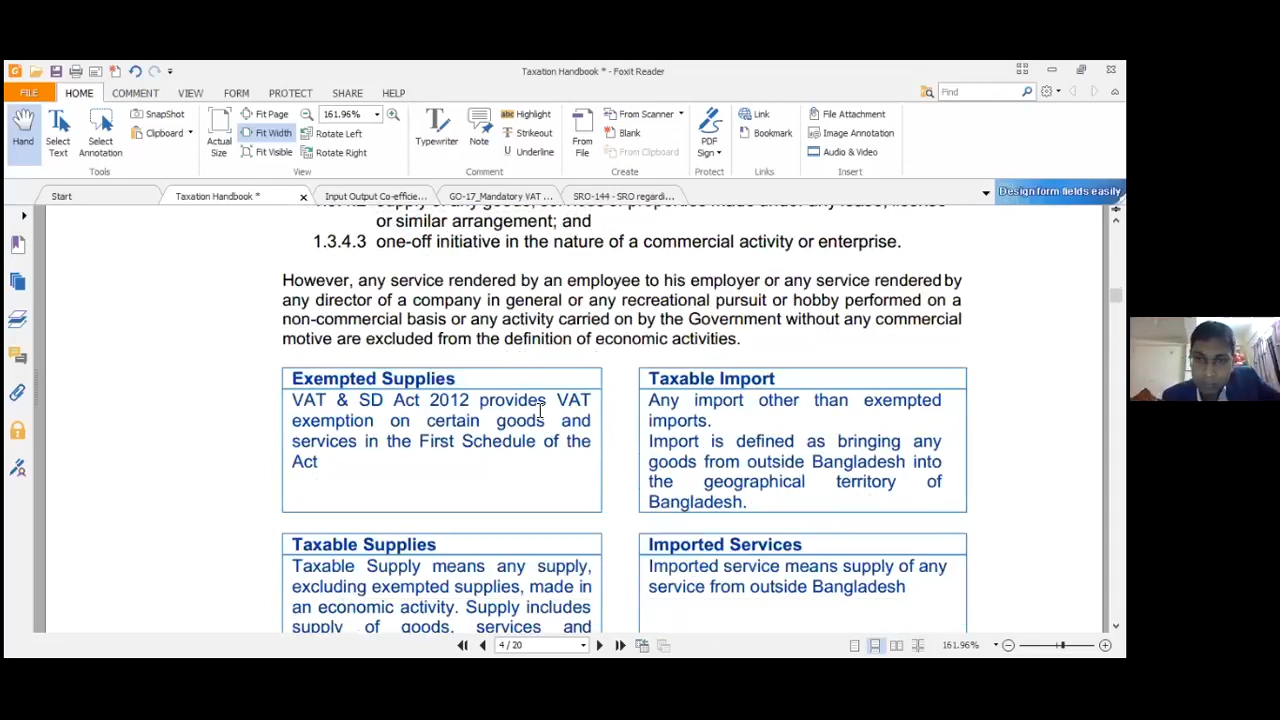 Taxation Handbook * - Foxit Reader
FILE HOME COMMENT VIEW FORM PROTECT SHARE HELP
Find
Hand
Select Text
Select Annotation
SnapShot
Clipboard
Tools
Actual Size
Fit Page
Fit Width
Fit Visible
161.96%
Rotate Left
Rotate Right
View
Typewriter
Note
Highlight
Strikeout
Underline
Comment
From File
From Scanner
Blank
From Clipboard
Create
PDF Sign
Protect
Link
Bookmark
Links
File Attachment
Image Annotation
Audio & Video
Insert
Start
Taxation Handbook *
Input Output Co-efficie...
GO-17_Mandatory VAT ...
SRO-144 - SRO regardi...
Design form fields easily
or similar arrangement; and
1.3.4.3 one-off initiative in the nature of a commercial activity or enterprise.
However, any service rendered by an employee to his employer or any service rendered by
any director of a company in general or any recreational pursuit or hobby performed on a
non-commercial basis or any activity carried on by the Government without any commercial
motive are excluded from the definition of economic activities.
Exempted Supplies
VAT & SD Act 2012 provides VAT
exemption on certain goods and
services in the First Schedule of the
Act
Taxable Import
Any import other than exempted
imports.
Import is defined as bringing any
goods from outside Bangladesh into
the geographical territory of
Bangladesh.
Taxable Supplies
Taxable Supply means any supply,
excluding exempted supplies, made in
an economic activity. Supply includes
supply of goods, services and
Imported Services
Imported service means supply of any
service from outside Bangladesh
4 / 20
161.96%